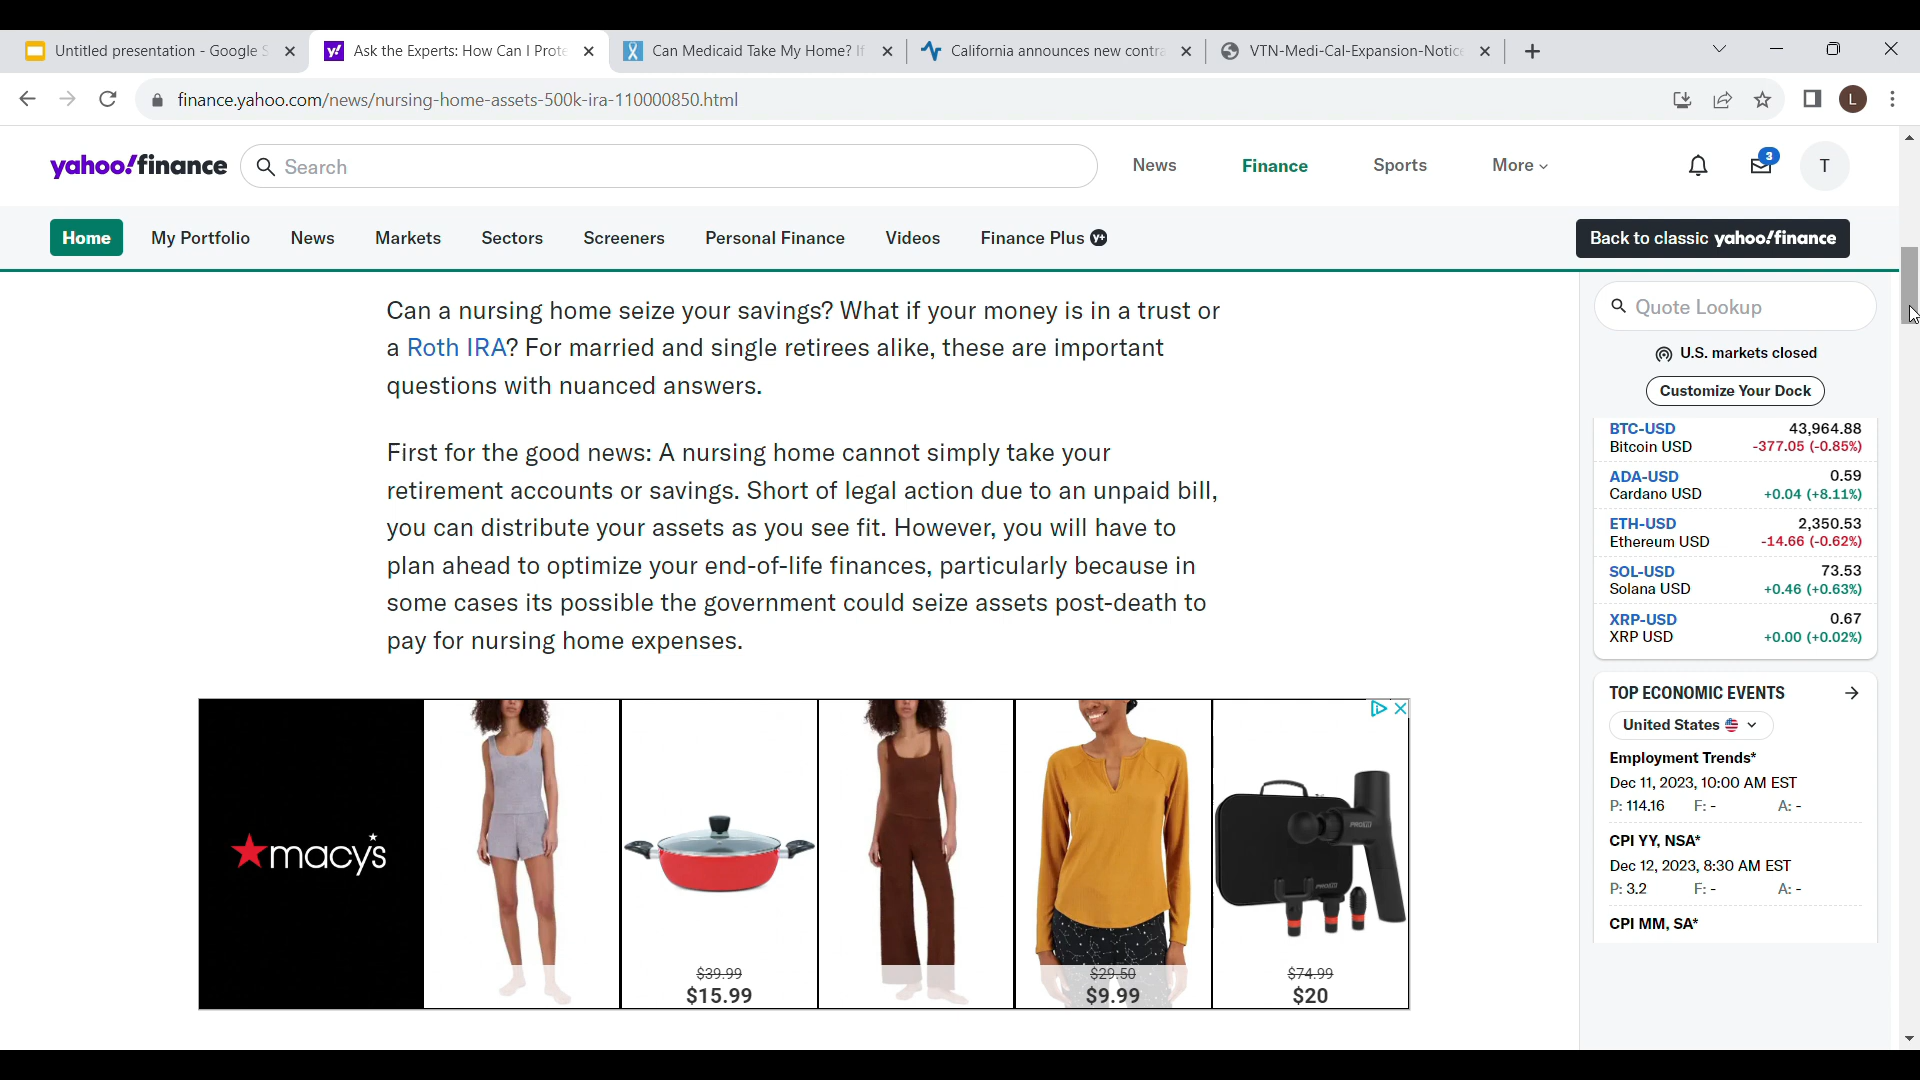 Untitled presentation - Google S
Ask the Experts: How Can I Prote
Can Medicaid Take My Home? If
California announces new contra
VTN-Medi-Cal-Expansion-Notice
finance.yahoo.com/news/nursing-home-assets-500k-ira-110000850.html
L
yahoo!finance
Search
News
Finance
Sports
More
3
T
Home
My Portfolio
News
Markets
Sectors
Screeners
Personal Finance
Videos
Finance Plus y+
Back to classic yahoo!finance
Can a nursing home seize your savings? What if your money is in a trust or
a Roth IRA? For married and single retirees alike, these are important
questions with nuanced answers.
First for the good news: A nursing home cannot simply take your
retirement accounts or savings. Short of legal action due to an unpaid bill,
you can distribute your assets as you see fit. However, you will have to
plan ahead to optimize your end-of-life finances, particularly because in
some cases its possible the government could seize assets post-death to
pay for nursing home expenses.
macy's
$39.99
$15.99
$29.50
$9.99
PROSTO
$74.99
$20
Quote Lookup
U.S. markets closed
Customize Your Dock
BTC-USD 43,964.88
Bitcoin USD -377.05 (-0.85%)
ADA-USD 0.59
Cardano USD +0.04 (+8.11%)
ETH-USD 2,350.53
Ethereum USD -14.66 (-0.62%)
SOL-USD 73.53
Solana USD +0.46 (+0.63%)
XRP-USD 0.67
XRP USD +0.00 (+0.02%)
TOP ECONOMIC EVENTS
United States
Employment Trends*
Dec 11, 2023, 10:00 AM EST
P: 114.16 F: - A: -
CPI YY, NSA*
Dec 12, 2023, 8:30 AM EST
P: 3.2 F: - A: -
CPI MM, SA*